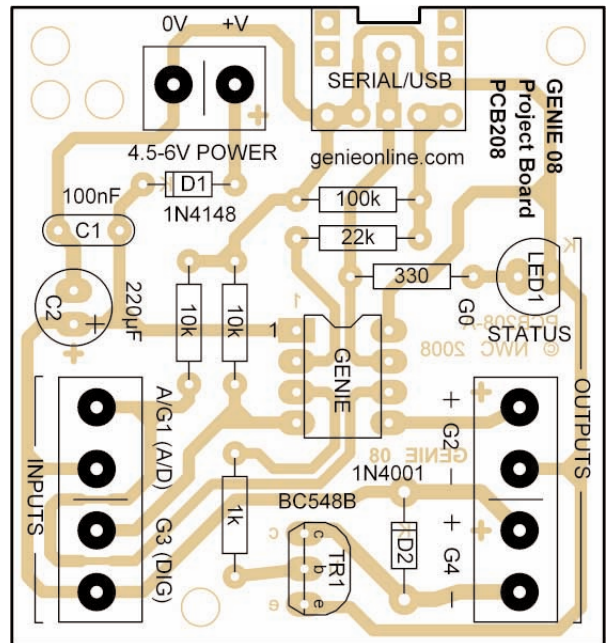 0V +V
SERIAL/USB
4.5-6V POWER
genieonline.com
GENIE 08
Project Board
PCB208
K D1
1N4148
100nF
C1
100k
22k
330
LED1
K
G0
STATUS
PCB208-A
© NWC 2008
C2
220µF
+
+
+
10k
10k
1
1
GENIE
GENIE 08
INPUTS
A/G1 (A/D)
G3 (DIG)
OUTPUTS
+ G2 −
+ G4 −
+
+
1k
BC548B
c c
b
e e
TR1
1N4001
K
D2